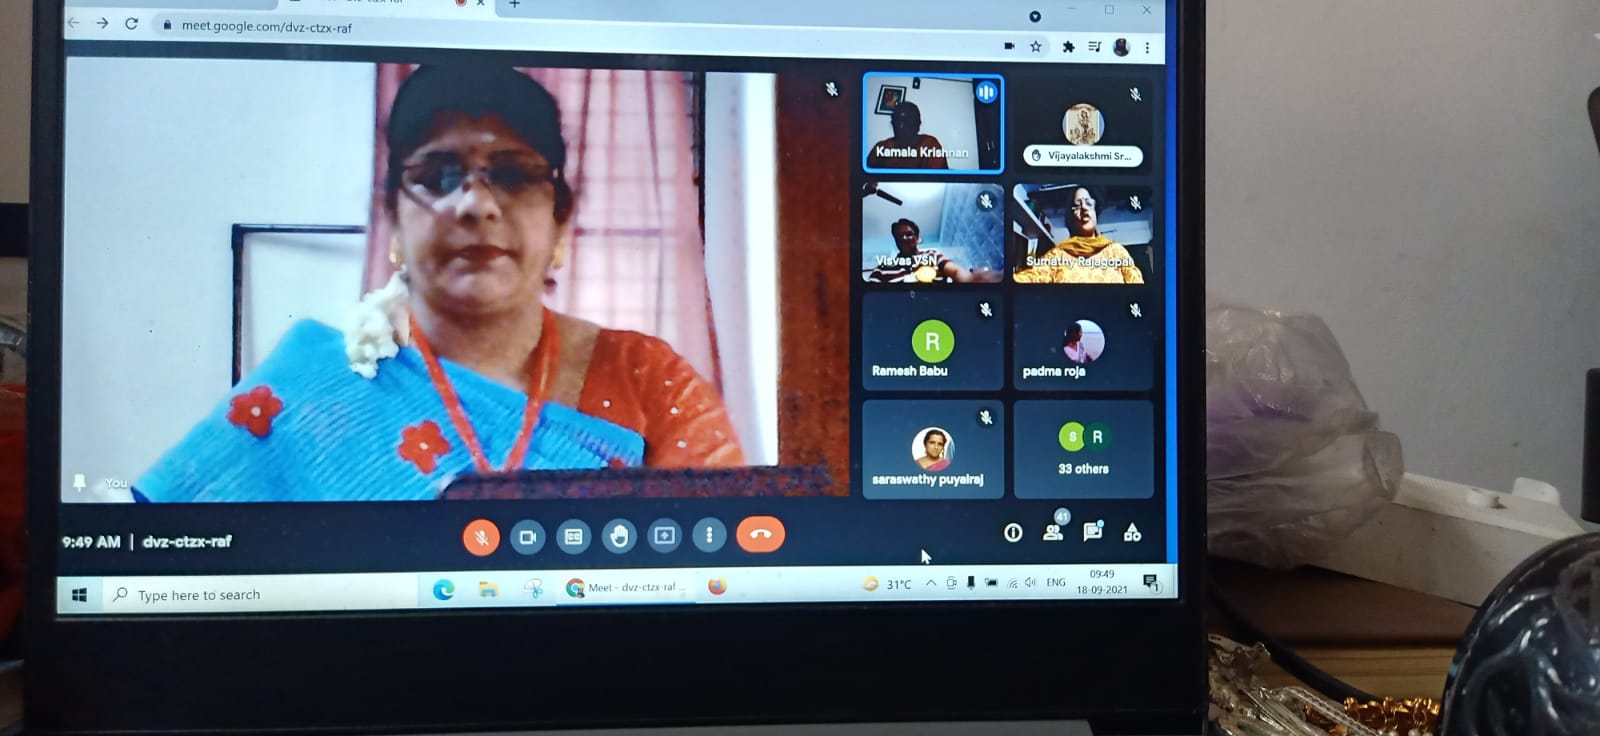 meet.google.com/dvz-ctzx-raf
Kamala Krishnan
Vijayalakshmi Sr...
Visvas VSN
Sumathy Rajagopal
R
Ramesh Babu
padma roja
saraswathy puyalraj
S R
33 others
You
9:49 AM | dvz-ctzx-raf
CC
41
Type here to search
Meet - dvz-ctzx-raf ...
31°C
ENG
09:49
18-09-2021
1